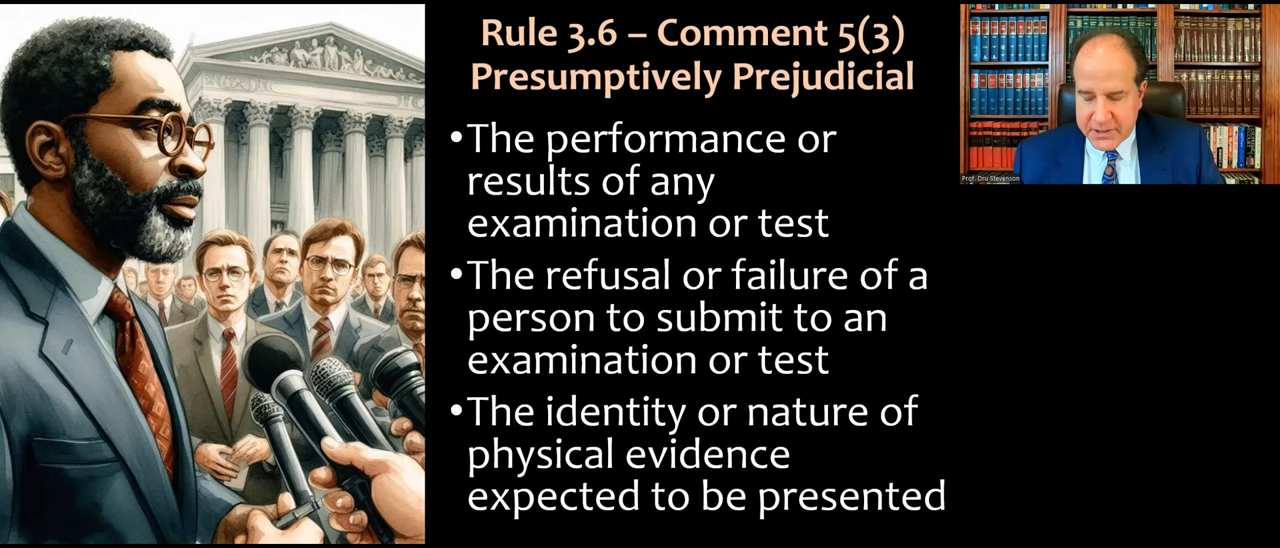 Rule 3.6 – Comment 5(3)
Presumptively Prejudicial
•The performance or
results of any
examination or test
•The refusal or failure of a
person to submit to an
examination or test
•The identity or nature of
physical evidence
expected to be presented
Prof. Dru Stevenson